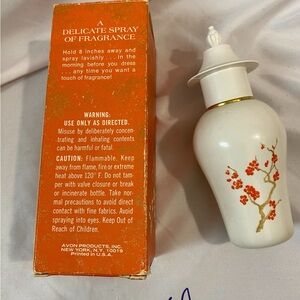 A
DELICATE SPRAY
OF FRAGRANCE
Hold 8 inches away and
spray lavishly ... In the
morning before you dress
... any time you want a
touch of fragrance!
WARNING:
USE ONLY AS DIRECTED.
Misuse by deliberately concen-
trating and inhaling contents
can be harmful or fatal.
CAUTION: Flammable. Keep
away from flame, fire or extreme
heat above 120° F. Do not tam-
per with valve closure or break
or incinerate bottle. Take nor-
mal precautions to avoid direct
contact with fine fabrics. Avoid
spraying into eyes. Keep Out of
Reach of Children.
AVON PRODUCTS, INC.
NEW YORK, N.Y. 10019
Printed in U.S.A.